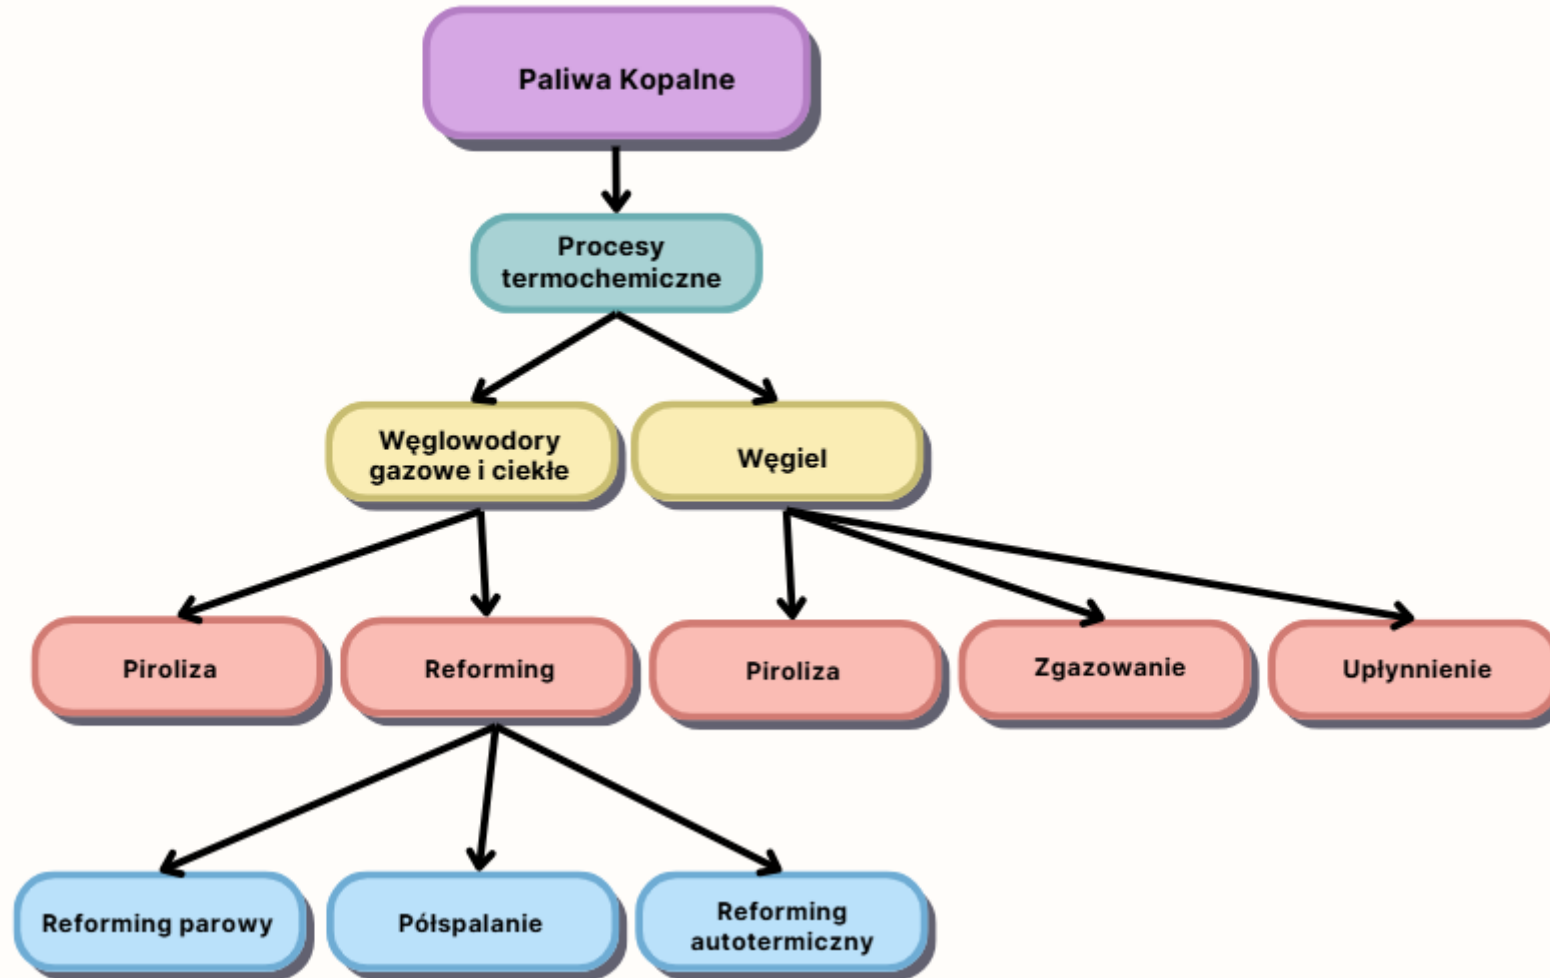 Paliwa Kopalne
Procesy
termochemiczne
Węglowodory
gazowe i ciekłe
Węgiel
Piroliza
Reforming
Piroliza
Zgazowanie
Upłynnienie
Reforming parowy
Półspalanie
Reforming
autotermiczny